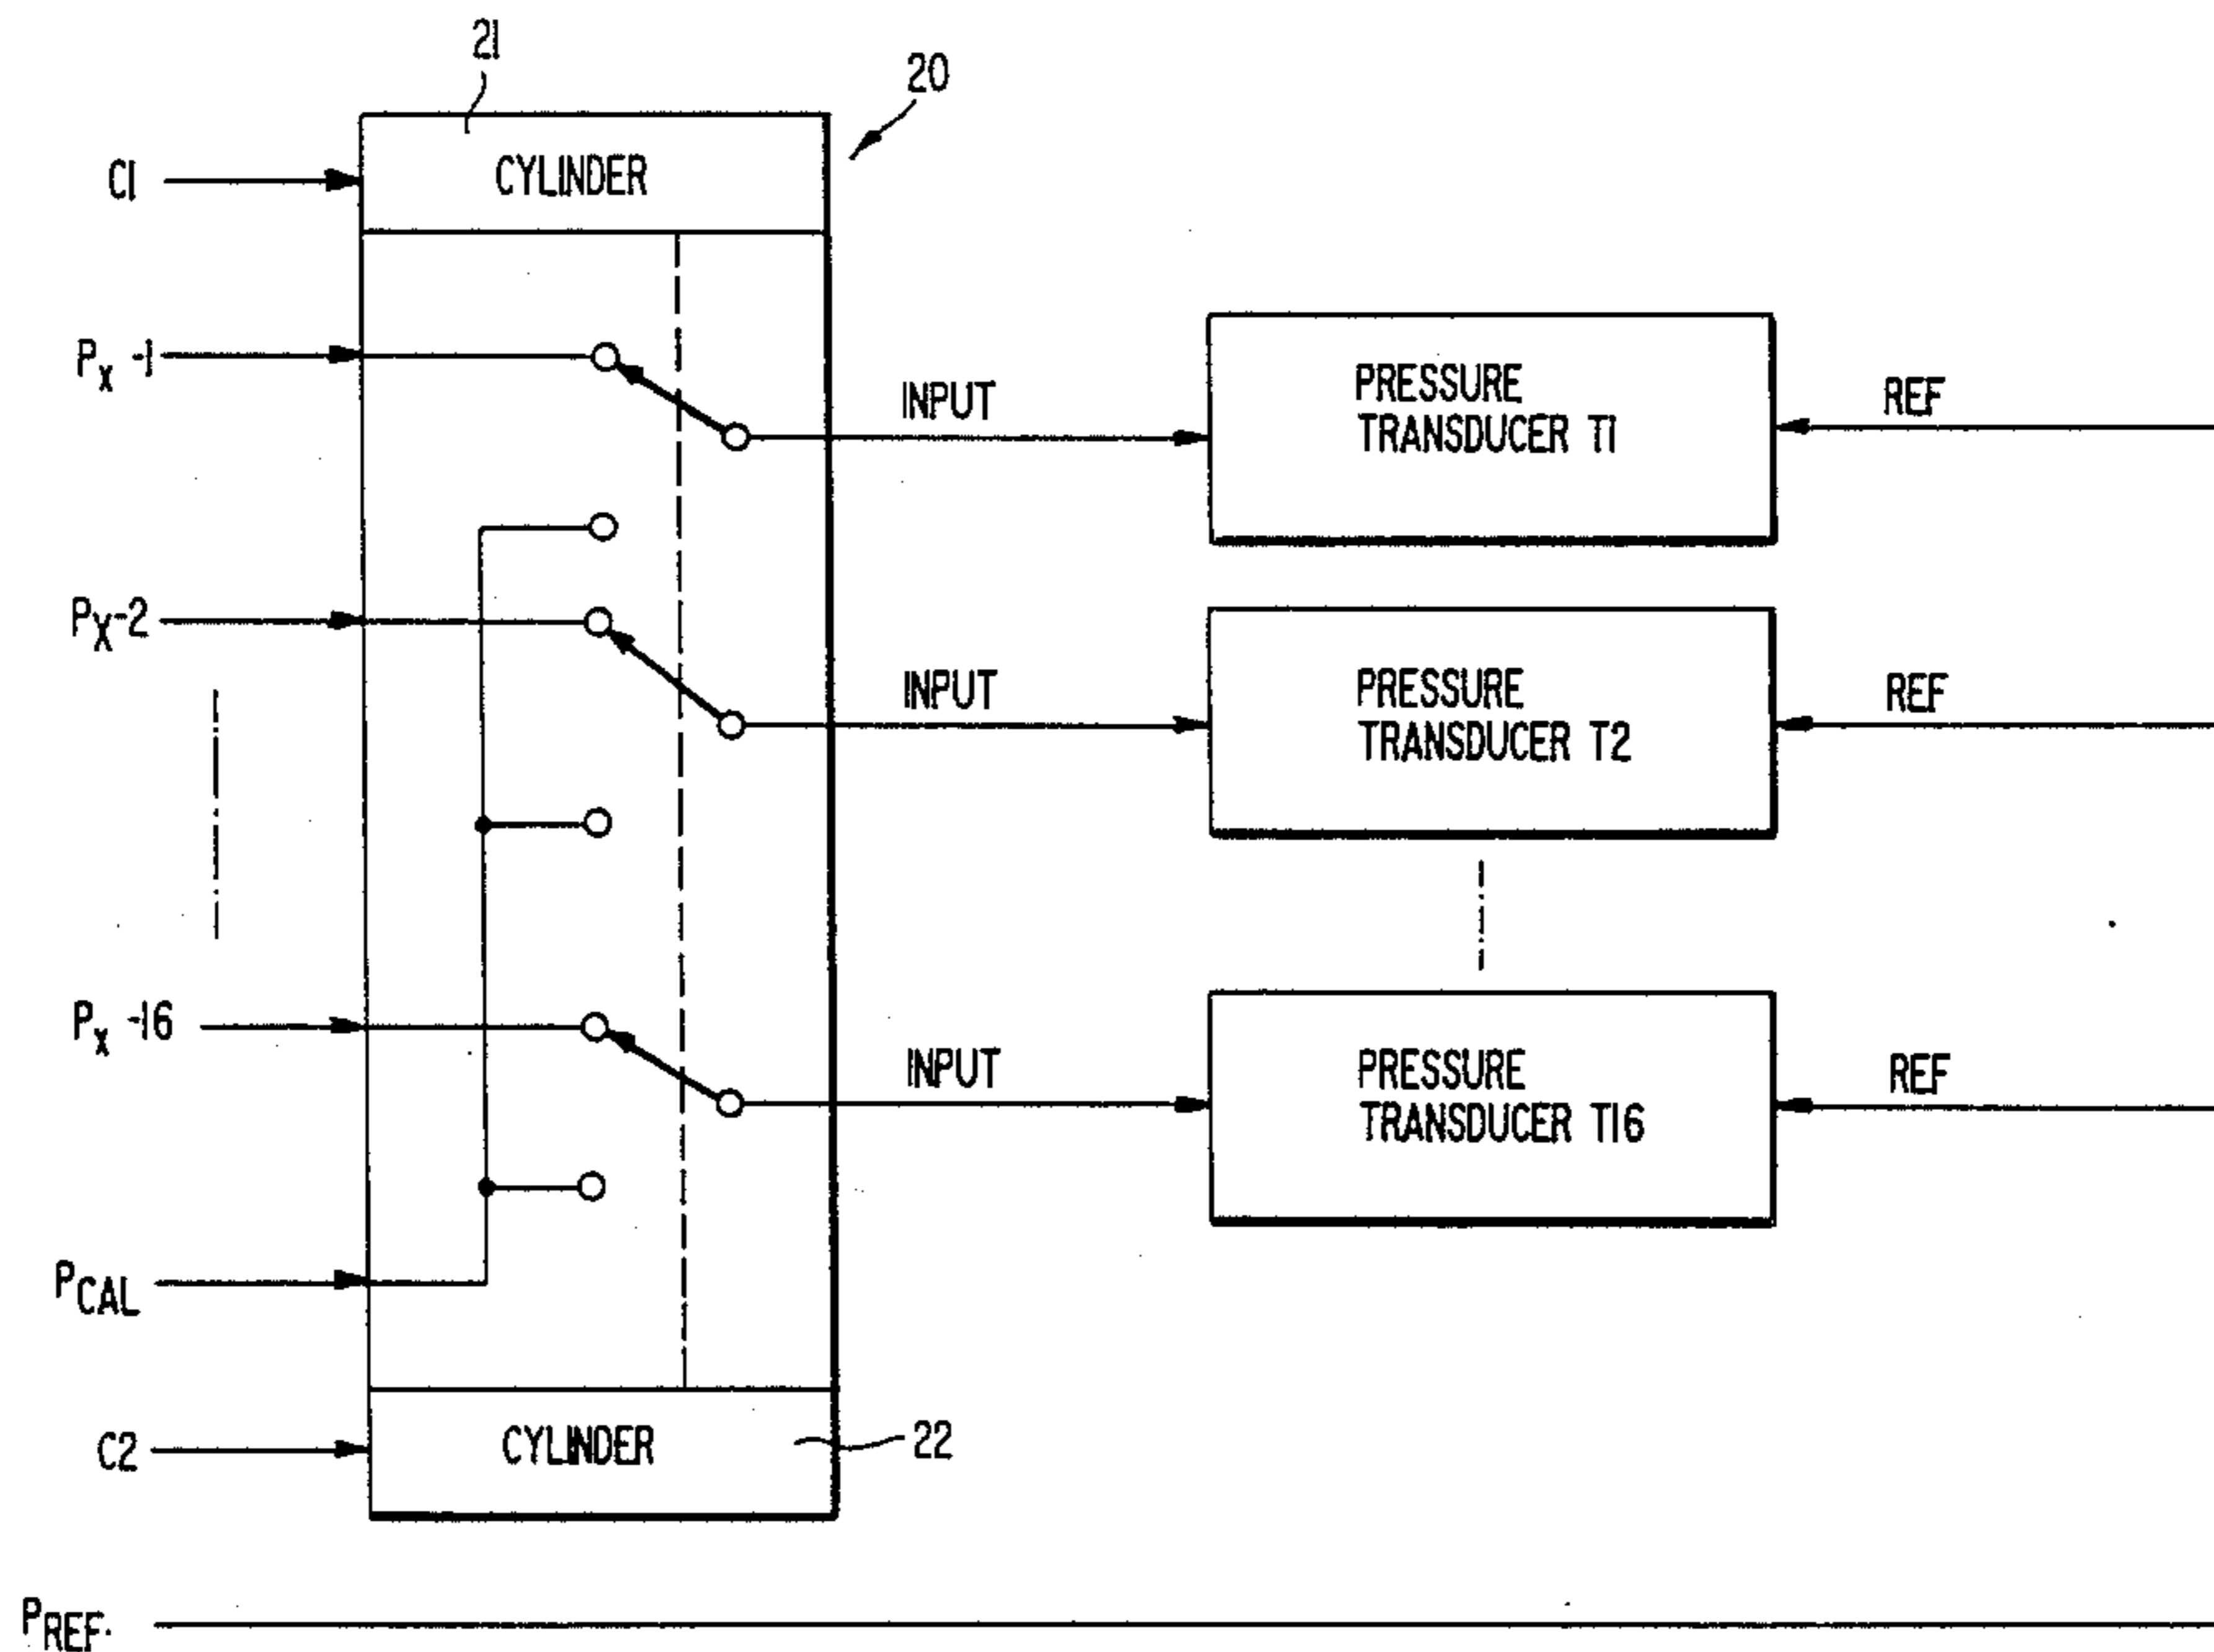 21
20
C1
CYLINDER
Px -1
INPUT
PRESSURE
TRANSDUCER T1
REF
Px-2
INPUT
PRESSURE
TRANSDUCER T2
REF
Px -16
INPUT
PRESSURE
TRANSDUCER T16
REF
PCAL
C2
CYLINDER
22
PREF.